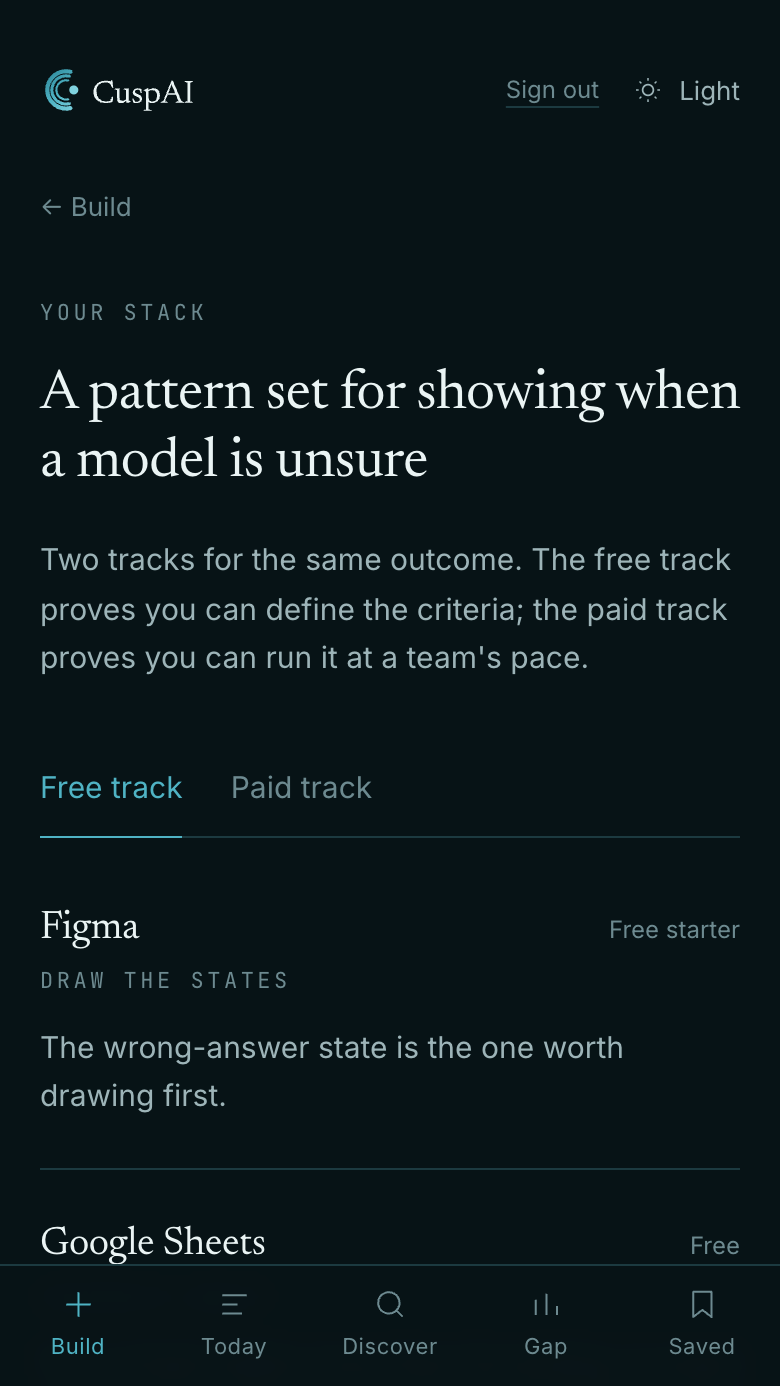 CuspAI
Sign out
Light
← Build
YOUR STACK
A pattern set for showing when
a model is unsure
Two tracks for the same outcome. The free track
proves you can define the criteria; the paid track
proves you can run it at a team's pace.
Free track
Paid track
Figma
Free starter
DRAW THE STATES
The wrong-answer state is the one worth
drawing first.
Google Sheets
Free
Build
Today
Discover
Gap
Saved